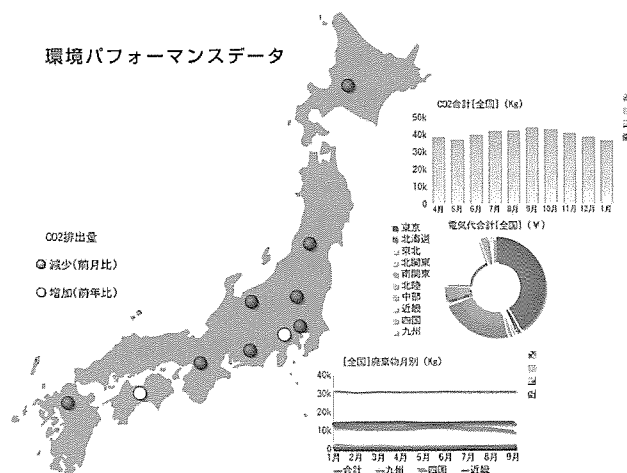 環境パフォーマンスデータ
CO2排出量
減少(前月比)
増加(前年比)
CO2合計[全国] (Kg)
50k
40k
30k
20k
10k
0
4月 5月 6月 7月 8月 9月 10月 11月 12月 1月
電気代合計[全国] (¥)
東京
北海道
東北
北関東
南関東
北陸
中部
近畿
四国
九州
[全国]廃棄物月別 (Kg)
40k
30k
20k
10k
0
1月 2月 3月 4月 5月 6月 7月 8月 9月
合計 九州 四国 近畿